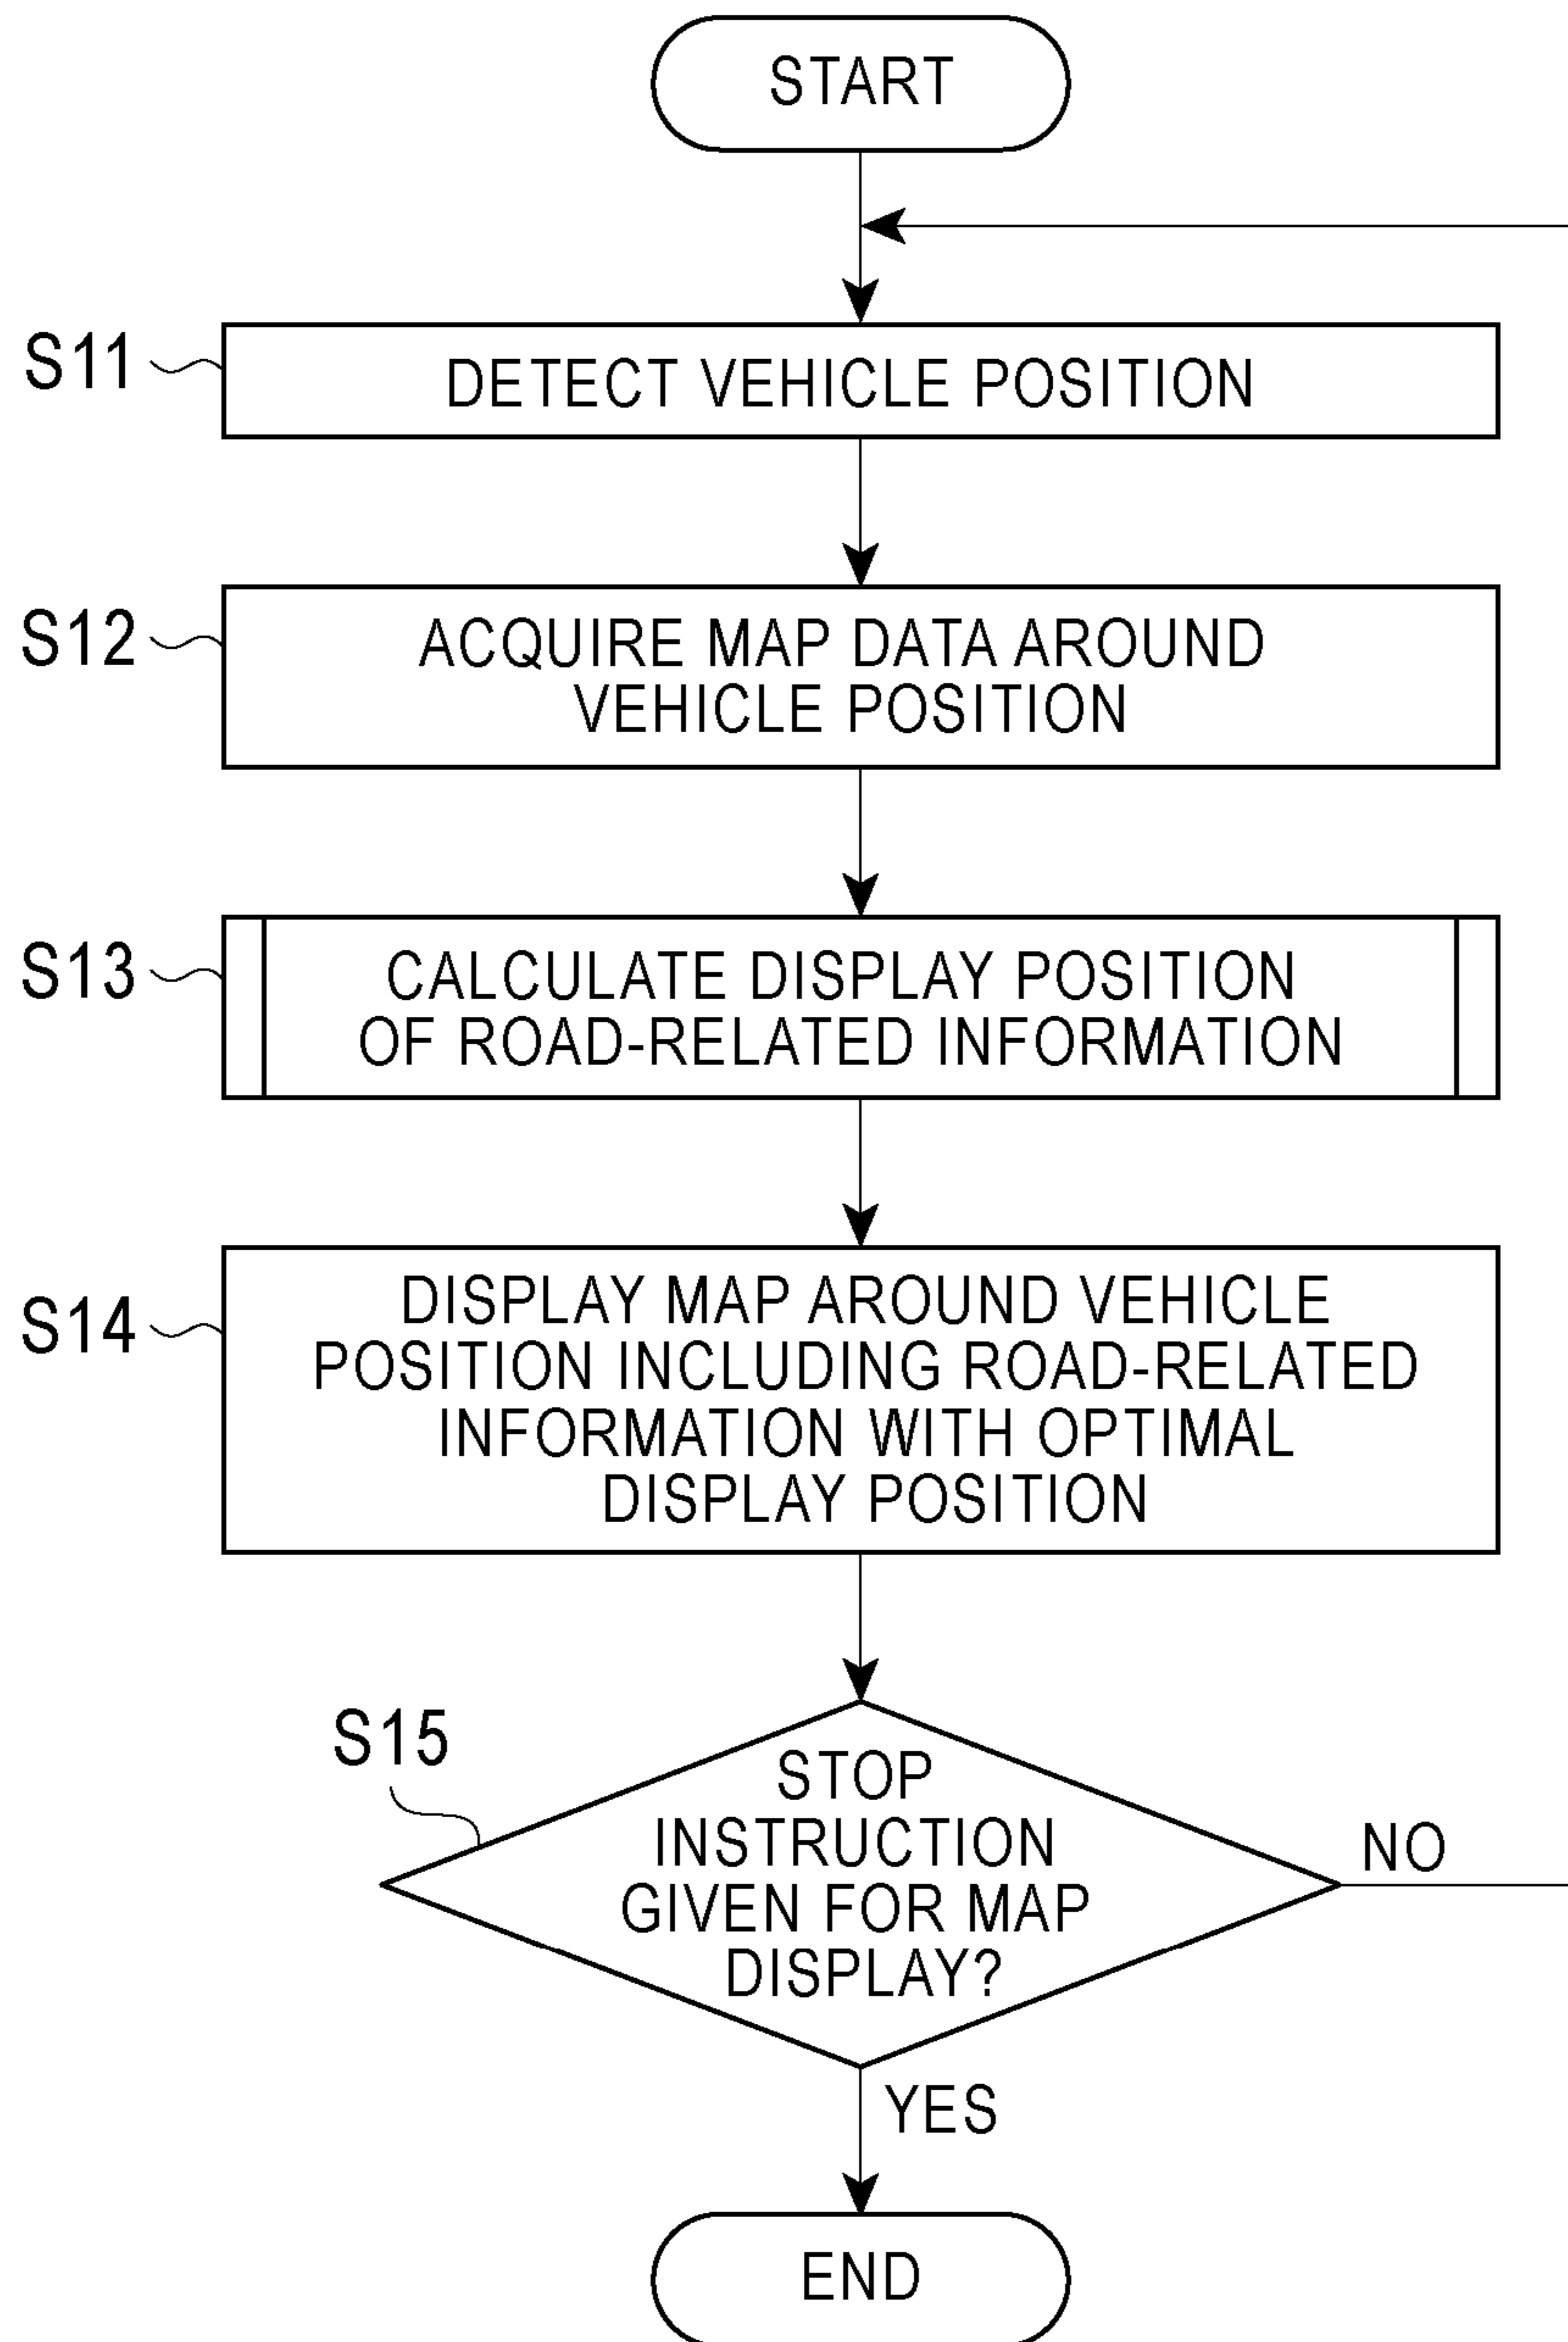 START
S11
DETECT VEHICLE POSITION
S12
ACQUIRE MAP DATA AROUND
VEHICLE POSITION
S13
CALCULATE DISPLAY POSITION
OF ROAD-RELATED INFORMATION
S14
DISPLAY MAP AROUND VEHICLE
POSITION INCLUDING ROAD-RELATED
INFORMATION WITH OPTIMAL
DISPLAY POSITION
S15
STOP
INSTRUCTION
GIVEN FOR MAP
DISPLAY?
NO
YES
END